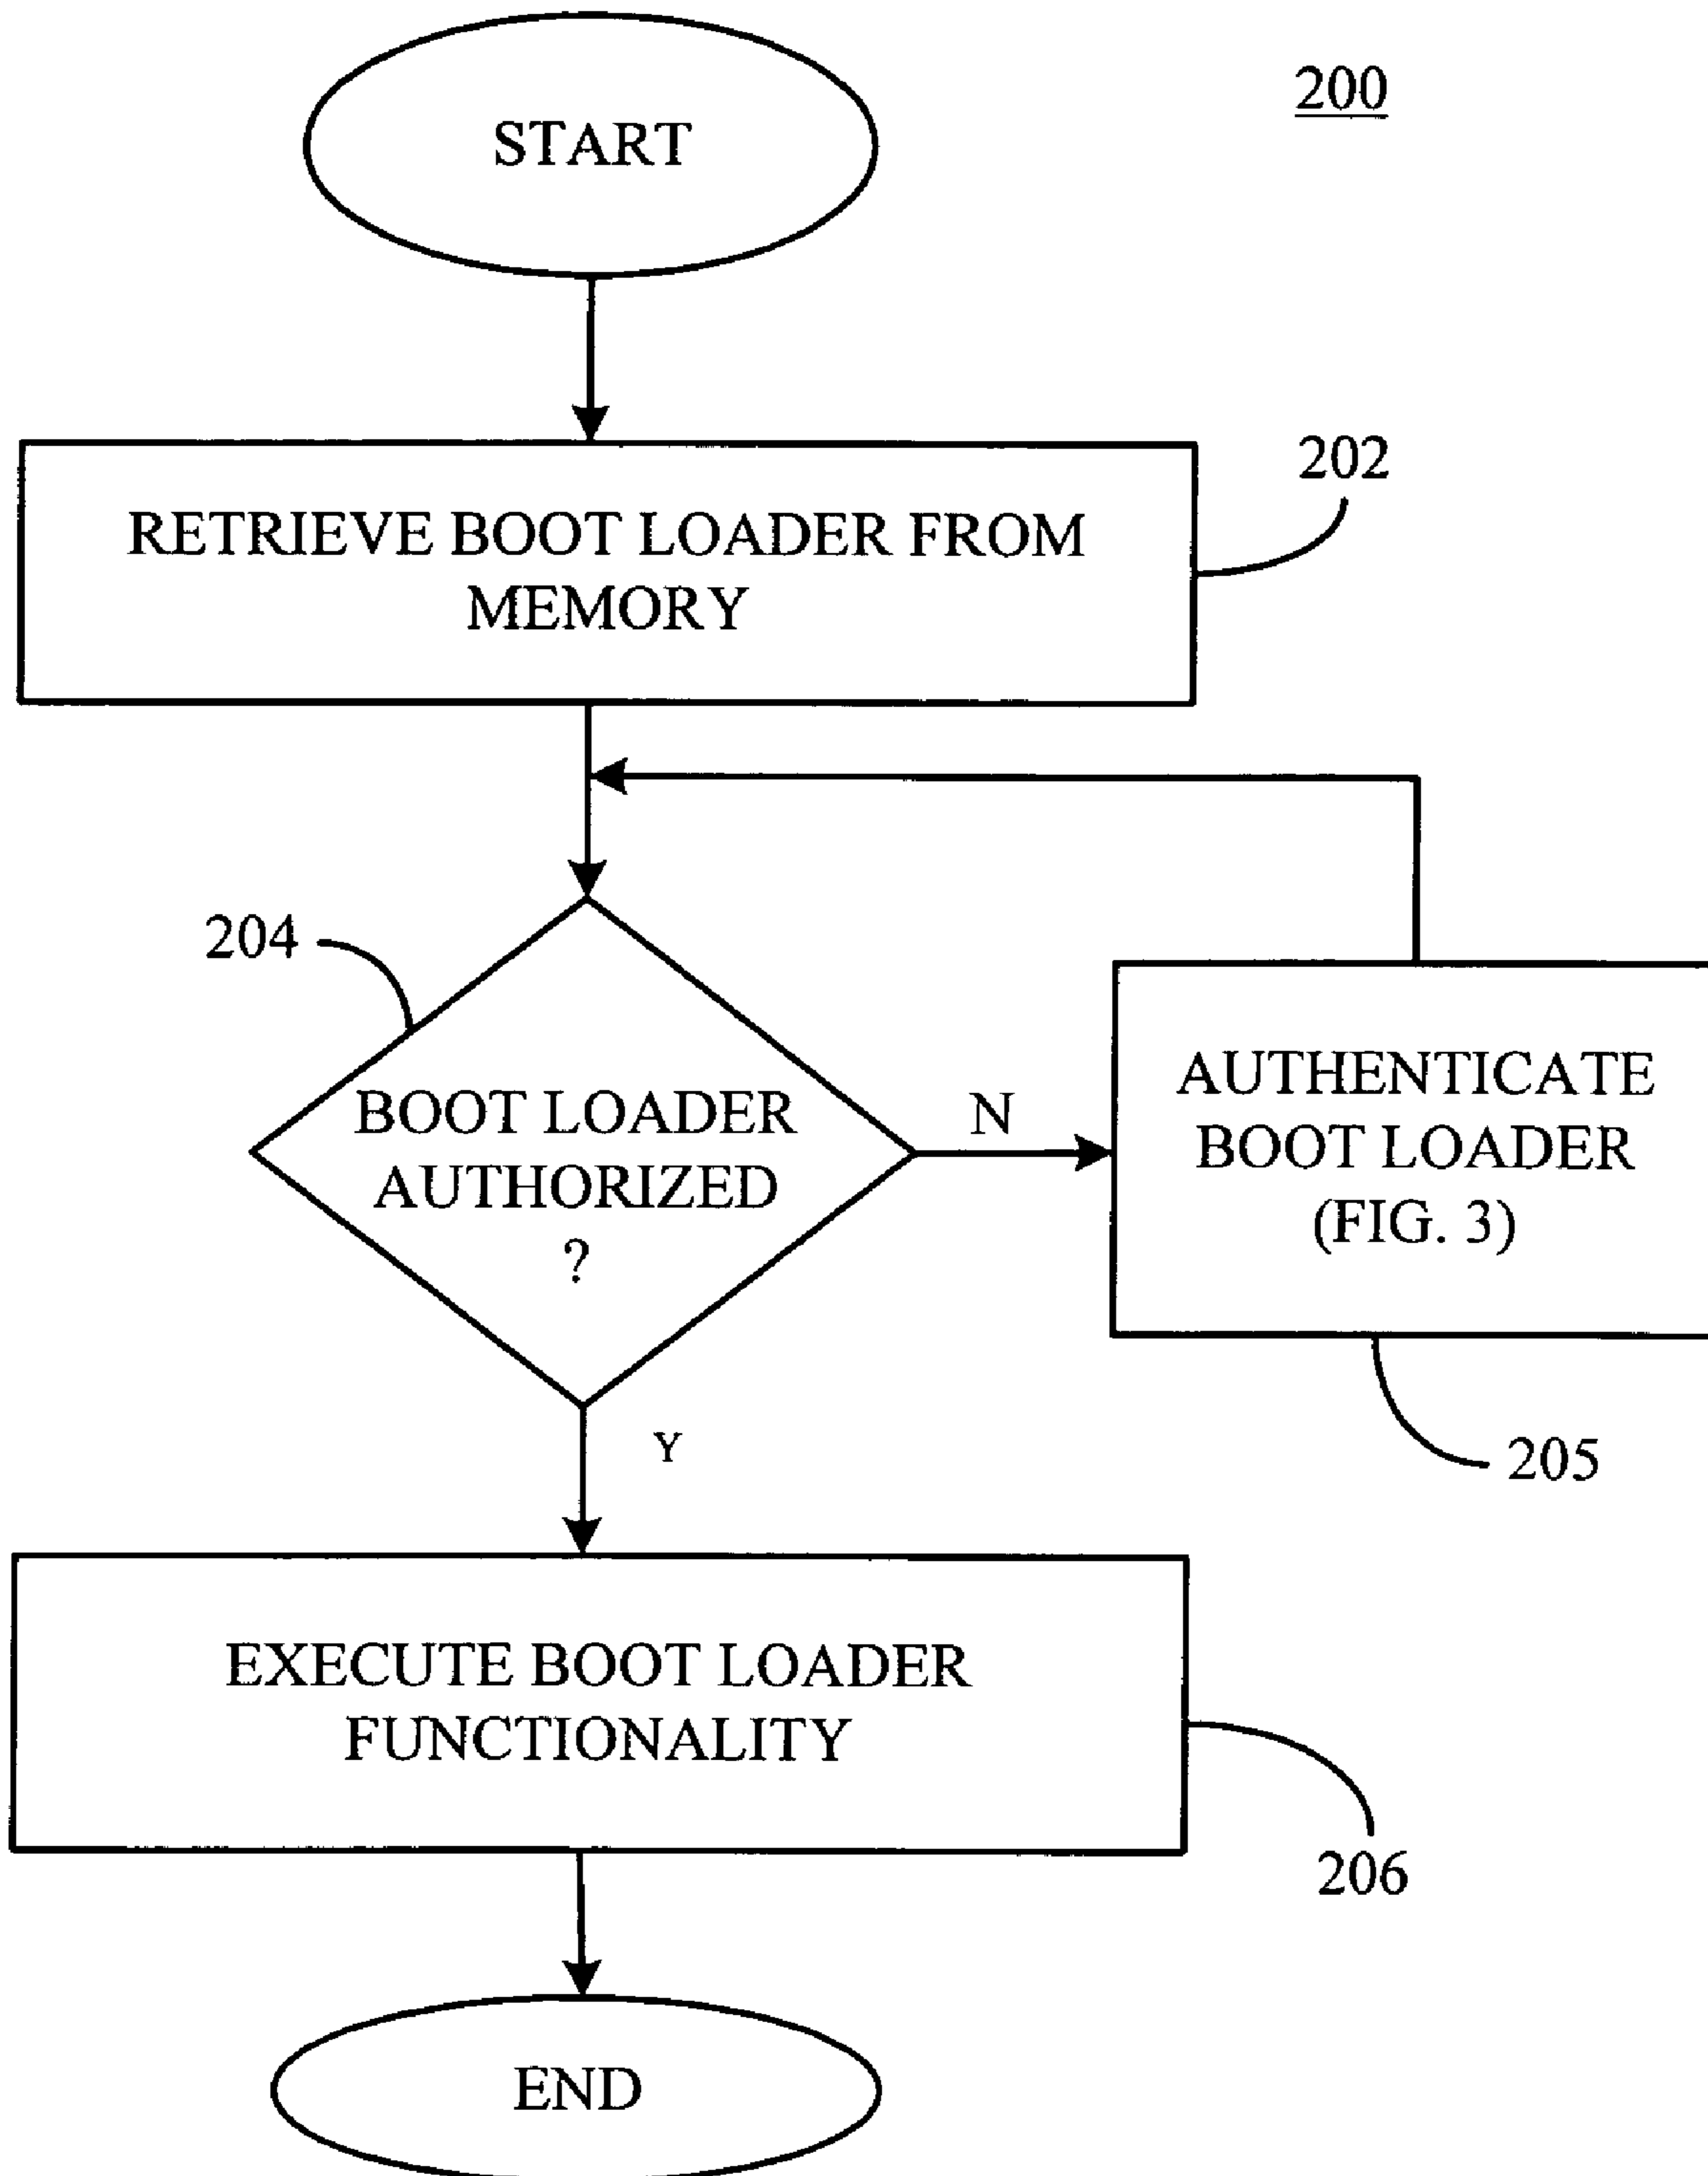 START
200
RETRIEVE BOOT LOADER FROM
MEMORY
202
204
BOOT LOADER
AUTHORIZED
?
N
AUTHENTICATE
BOOT LOADER
(FIG. 3)
205
Y
EXECUTE BOOT LOADER
FUNCTIONALITY
206
END